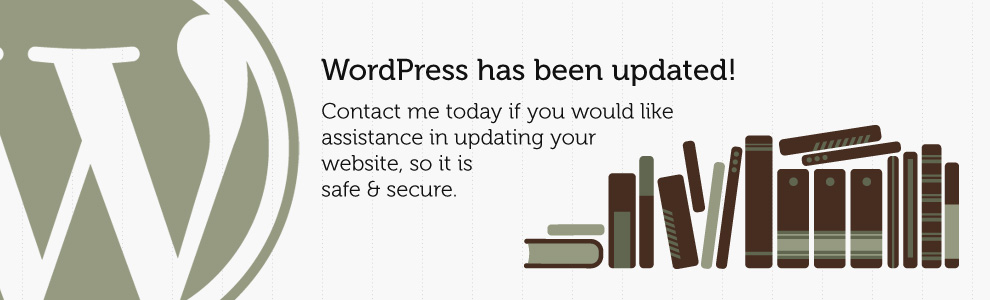 WordPress has been updated!
Contact me today if you would like
assistance in updating your
website, so it is
safe & secure.